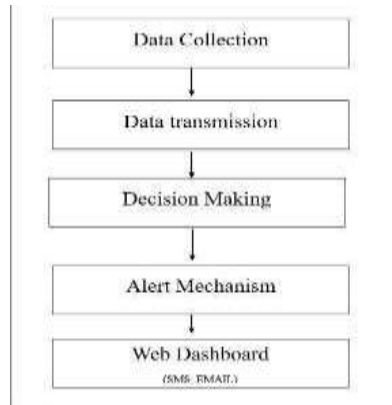 Data Collection
Data transmission
Decision Making
Alert Mechanism
Web Dashboard
(SMS EMAIL)